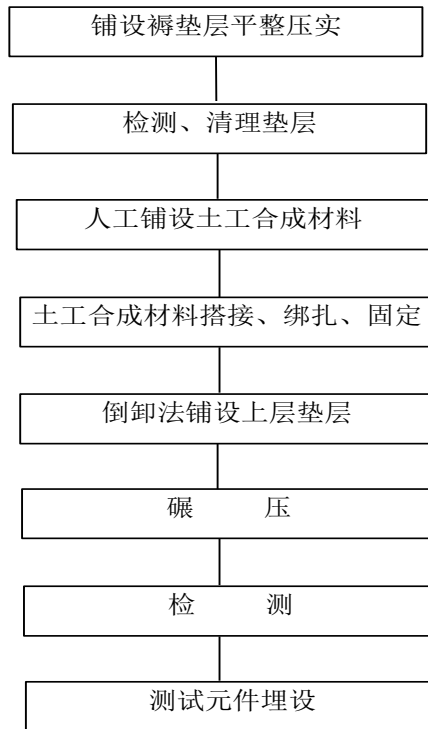 铺设褥垫层平整压实
检测、清理垫层
人工铺设土工合成材料
土工合成材料搭接、绑扎、固定
倒卸法铺设上层垫层
碾 压
检 测
测试元件埋设